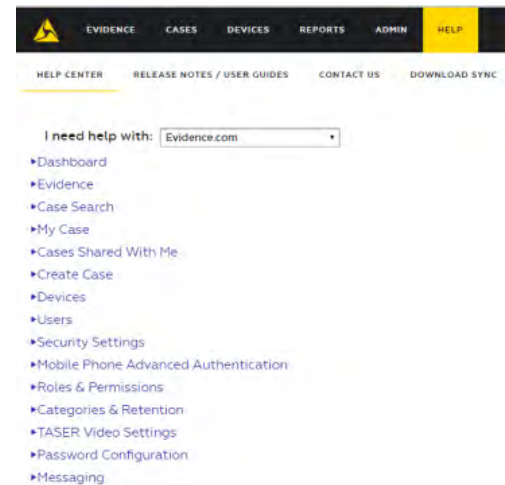 EVIDENCE CASES DEVICES REPORTS ADMIN HELP
HELP CENTER RELEASE NOTES / USER GUIDES CONTACT US DOWNLOAD SYNC
I need help with: Evidence.com
Dashboard
Evidence
Case Search
My Case
Cases Shared With Me
Create Case
Devices
Users
Security Settings
Mobile Phone Advanced Authentication
Roles & Permissions
Categories & Retention
TASER Video Settings
Password Configuration
Messaging